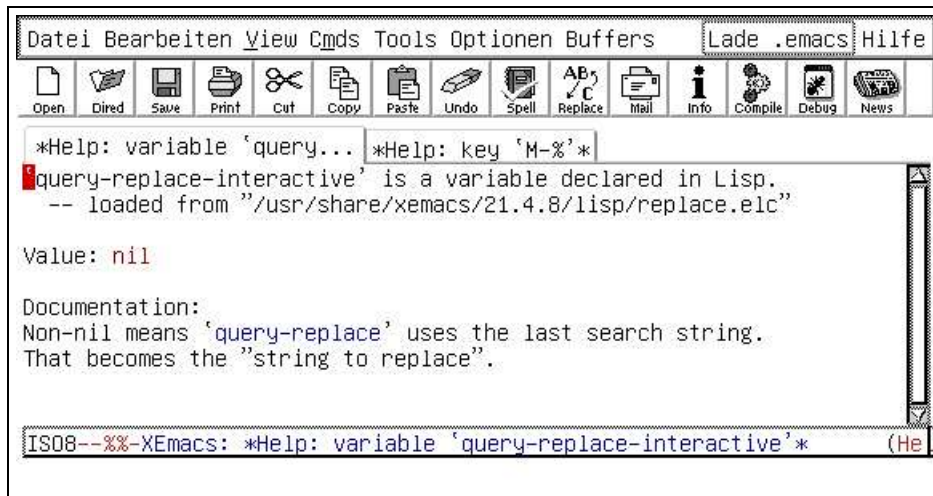 Datei Bearbeiten View Cmds Tools Optionen Buffers Lade .emacs Hilfe
Open Dired Save Print Cut Copy Paste Undo Spell Replace Mail Info Compile Debug News
*Help: variable `query... *Help: key `M-%'*
`query-replace-interactive' is a variable declared in Lisp.
-- loaded from "/usr/share/xemacs/21.4.8/lisp/replace.elc"
Value: nil
Documentation:
Non-nil means `query-replace' uses the last search string.
That becomes the "string to replace".
ISO8--%%-XEmacs: *Help: variable `query-replace-interactive'* (He